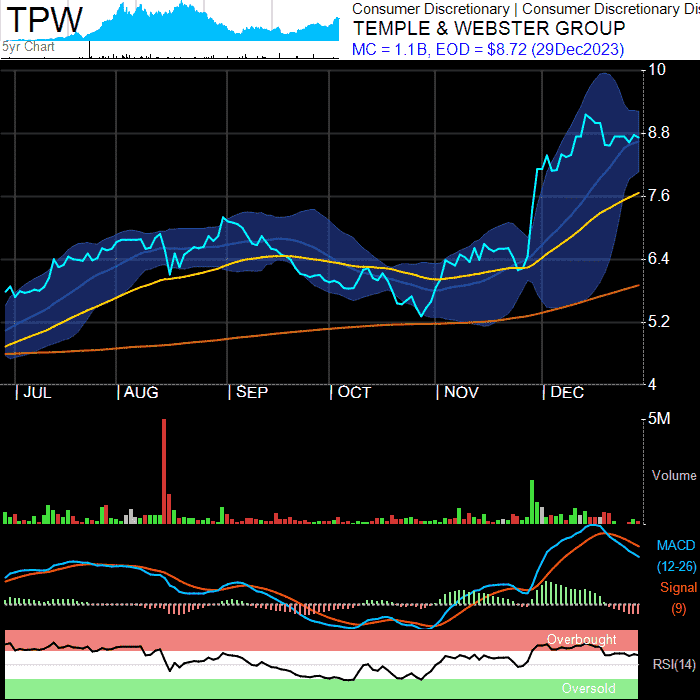 TPW
5yr Chart
Consumer Discretionary | Consumer Discretionary Dis
TEMPLE & WEBSTER GROUP
MC = 1.1B, EOD = $8.72 (29Dec2023)
10
8.8
7.6
6.4
5.2
4
| JUL | AUG | SEP | OCT | NOV | DEC
5M
Volume
MACD
(12-26)
Signal
(9)
Overbought
RSI(14)
Oversold